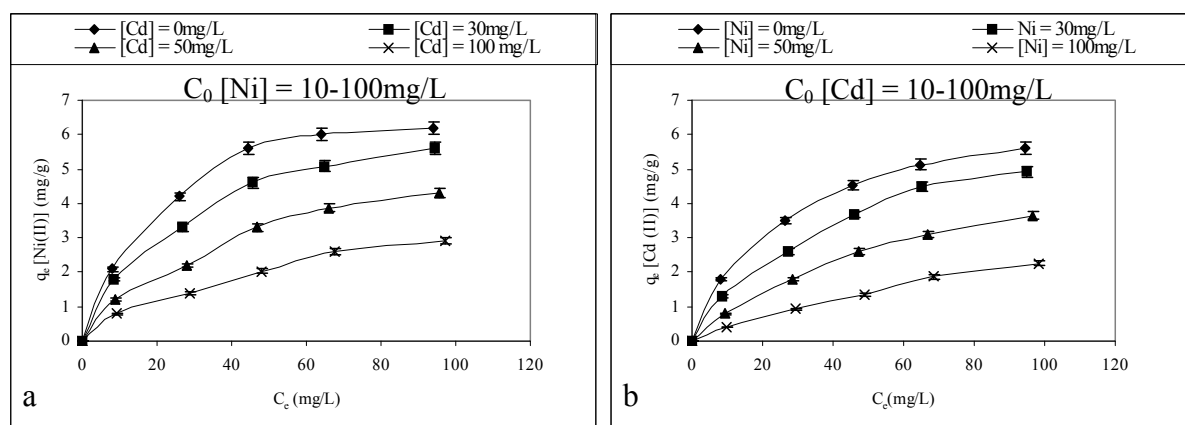 [Cd] = 0mg/L [Cd] = 30mg/L
[Cd] = 50mg/L [Cd] = 100 mg/L
C₀ [Ni] = 10-100mg/L
7
6
5
4
3
2
1
0
qₑ [Ni(II)] (mg/g)
0 20 40 60 80 100 120
Cₑ (mg/L)
a
[Ni] = 0mg/L Ni = 30mg/L
[Ni] = 50mg/L [Ni] = 100mg/L
C₀ [Cd] = 10-100mg/L
7
6
5
4
3
2
1
0
qₑ [Cd (II)] (mg/g)
0 20 40 60 80 100 120
Cₑ(mg/L)
b